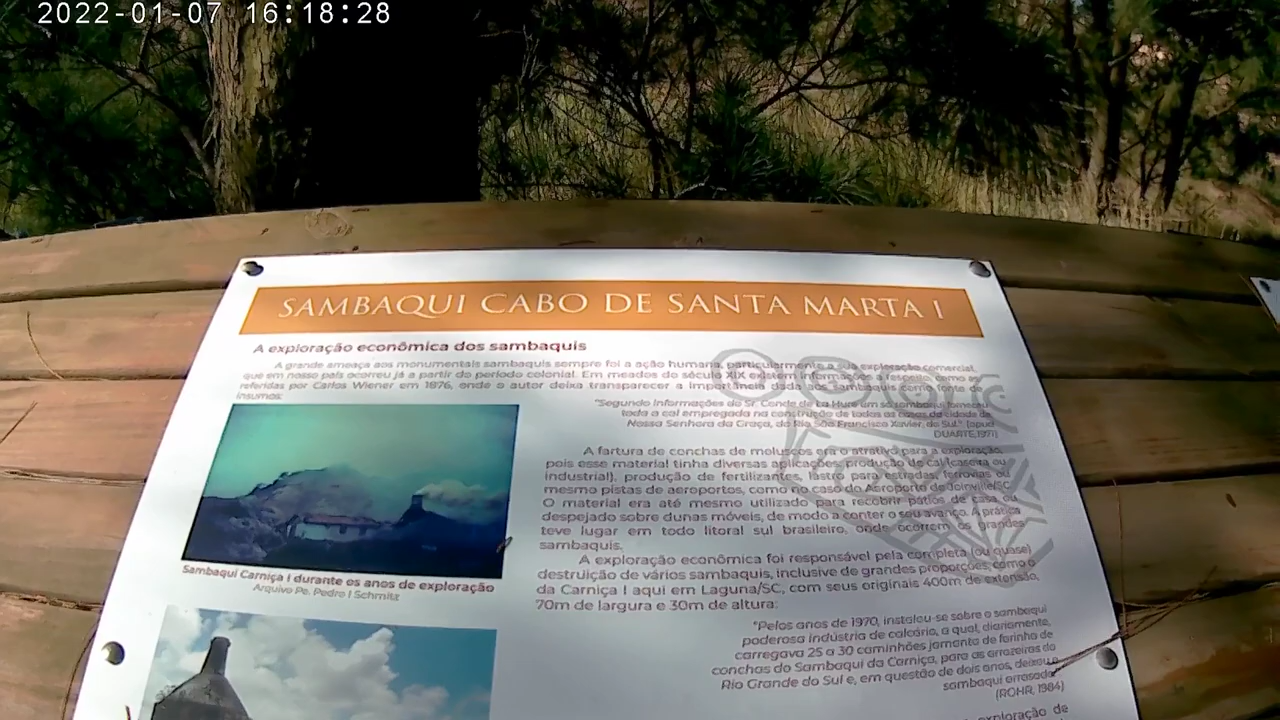 2022-01-07 16:18:28
SAMBAQUI CABO DE SANTA MARTA I
A exploração econômica dos sambaquis
A grande ameaça aos monumentais sambaquis sempre foi a ação humana, particularmente a exploração comercial,
que em nosso país ocorreu já a partir do período colonial. Em meados do século XIX existem informações a respeito como as
referidas por Carlos Wiener em 1876, onde o autor deixa transparecer a importância dada aos sambaquis como fonte de
insumos:
"Segundo informações do Sr. Conde de La Hure um só sambaqui forneceu
toda a cal empregada na construção de todas as casas da cidade de
Nossa Senhora da Graça, do Rio São Francisco Xavier, do Sul." (apud
DUARTE, 1971)
A fartura de conchas de moluscos era atrativo para a exploração,
pois esse material tinha diversas aplicações: produção de cal (caseira ou
industrial), produção de fertilizante, lastro para estradas, ferrovias ou
mesmo pistas de aeroportos, como no caso do Aeroporto de Joinville/SC.
O material era até mesmo utilizado para recobrir pátios de casa ou
despejado sobre dunas móveis, de modo a conter o seu avanço. A prática
teve lugar em todo litoral sul brasileiro, onde ocorrem os grandes
sambaquis.
A exploração econômica foi responsável pela completa (ou quase)
destruição de vários sambaquis, inclusive de grandes proporções, como o
da Carniça I aqui em Laguna/SC, com seus originais 400m de extensão,
70m de largura e 30m de altura:
Sambaqui Carniça I durante os anos de exploração
Arquivo Pe. Pedro I Schmitz
"Pelos anos de 1970, instalou-se sobre o sambaqui
poderosa indústria de calcário, a qual, diariamente,
carregava 25 a 30 caminhões jamanta de farinha de
conchas do Sambaqui da Carniça, para as arrozeiras do
Rio Grande do Sul e, em questão de dois anos, deixou o
sambaqui arrasado."
(ROHR, 1984)
exploração de